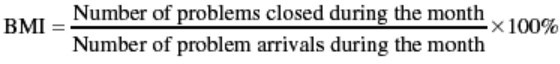 BMI = Number of problems closed during the month / Number of problem arrivals during the month × 100%